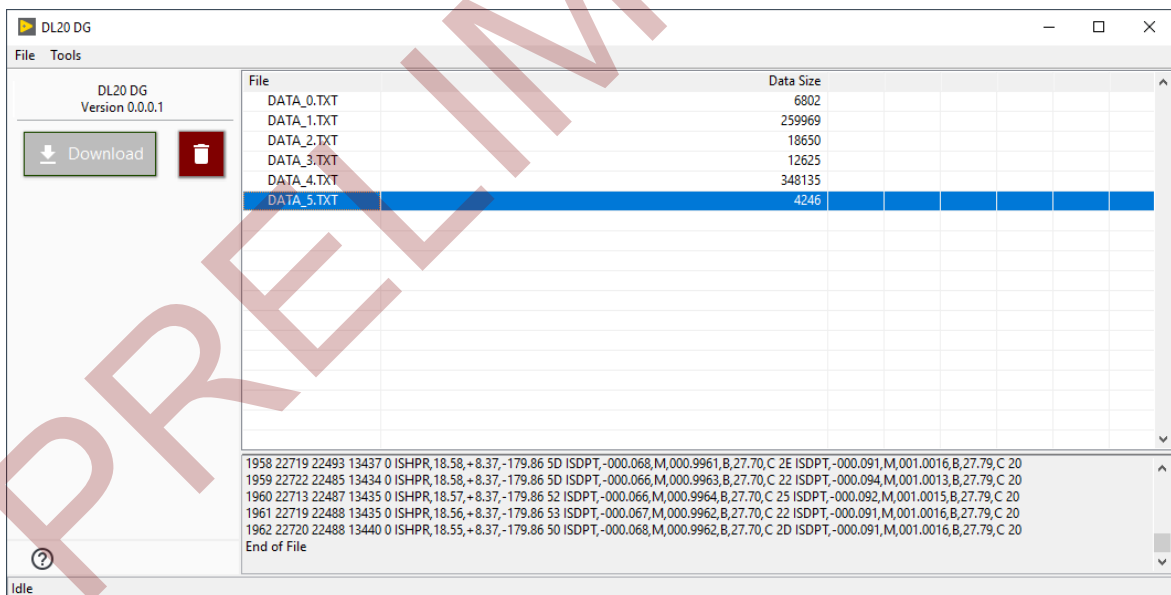 DL20 DG
File Tools
DL20 DG
Version 0.0.0.1
Download
File Data Size
DATA_0.TXT 6802
DATA_1.TXT 259969
DATA_2.TXT 18650
DATA_3.TXT 12625
DATA_4.TXT 348135
DATA_5.TXT 4246
1958 22719 22493 13437 0 ISHPR,18.58,+8.37,-179.86 5D ISDPT,-000.068,M,000.9961,B,27.70,C 2E ISDPT,-000.091,M,001.0016,B,27.79,C 20
1959 22722 22485 13434 0 ISHPR,18.58,+8.37,-179.86 5D ISDPT,-000.066,M,000.9963,B,27.70,C 22 ISDPT,-000.094,M,001.0013,B,27.79,C 20
1960 22713 22487 13435 0 ISHPR,18.57,+8.37,-179.86 52 ISDPT,-000.066,M,000.9964,B,27.70,C 25 ISDPT,-000.092,M,001.0015,B,27.79,C 20
1961 22719 22488 13435 0 ISHPR,18.56,+8.37,-179.86 53 ISDPT,-000.067,M,000.9962,B,27.70,C 22 ISDPT,-000.091,M,001.0016,B,27.79,C 20
1962 22720 22488 13440 0 ISHPR,18.55,+8.37,-179.86 50 ISDPT,-000.068,M,000.9962,B,27.70,C 2D ISDPT,-000.091,M,001.0016,B,27.79,C 20
End of File
Idle
PRELIM